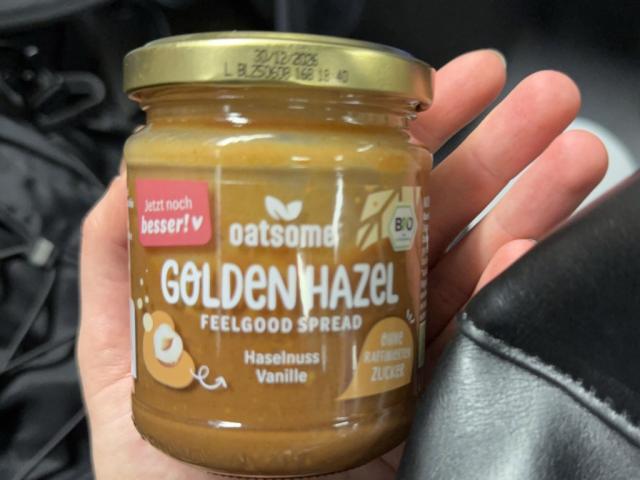 30/12/2026
L BL25060B 168 18:40
Jetzt noch
besser!
oatsome
BIO
GOLDEN HAZEL
FEELGOOD SPREAD
Haselnuss
Vanille
ohne
RAFFINIERTEN
ZUCKER